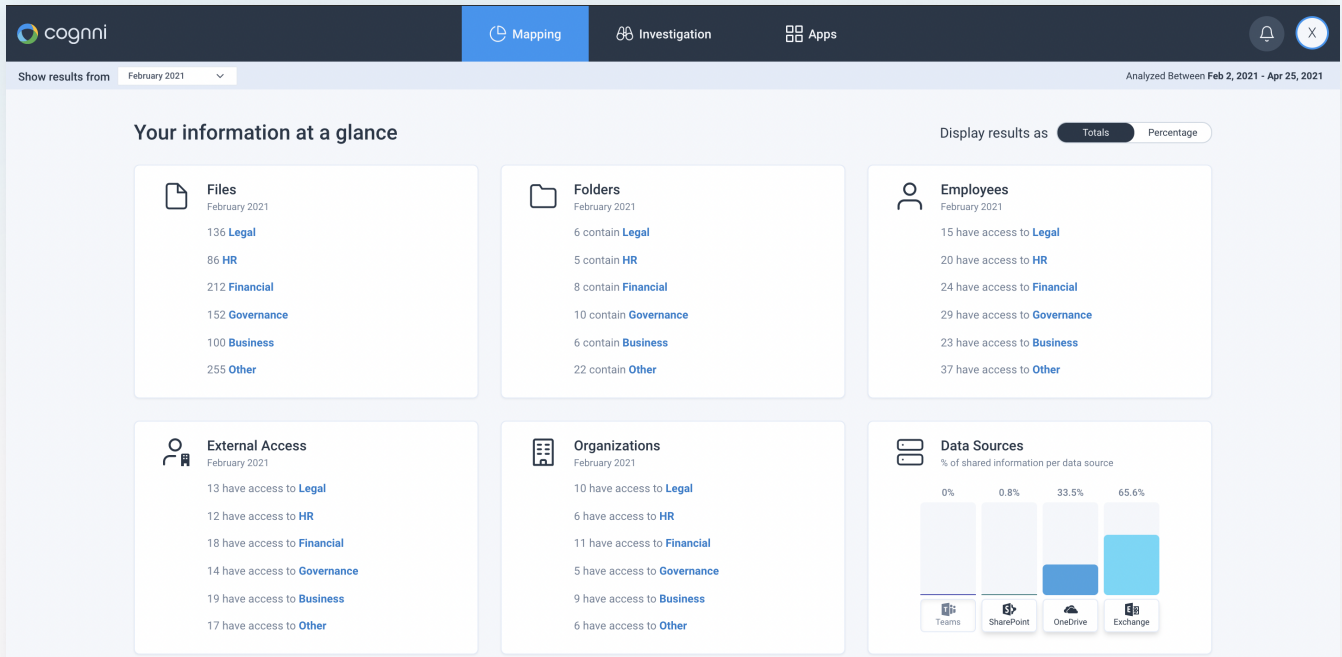 cognni
Mapping
Investigation
Apps
X
Show results from
February 2021
Analyzed Between Feb 2, 2021 - Apr 25, 2021
Your information at a glance
Display results as
Totals
Percentage
Files
February 2021
136 Legal
86 HR
212 Financial
152 Governance
100 Business
255 Other
Folders
February 2021
6 contain Legal
5 contain HR
8 contain Financial
10 contain Governance
6 contain Business
22 contain Other
Employees
February 2021
15 have access to Legal
20 have access to HR
24 have access to Financial
29 have access to Governance
23 have access to Business
37 have access to Other
External Access
February 2021
13 have access to Legal
12 have access to HR
18 have access to Financial
14 have access to Governance
19 have access to Business
17 have access to Other
Organizations
February 2021
10 have access to Legal
6 have access to HR
11 have access to Financial
5 have access to Governance
9 have access to Business
6 have access to Other
Data Sources
% of shared information per data source
0% 0.8% 33.5% 65.6%
Teams SharePoint OneDrive Exchange